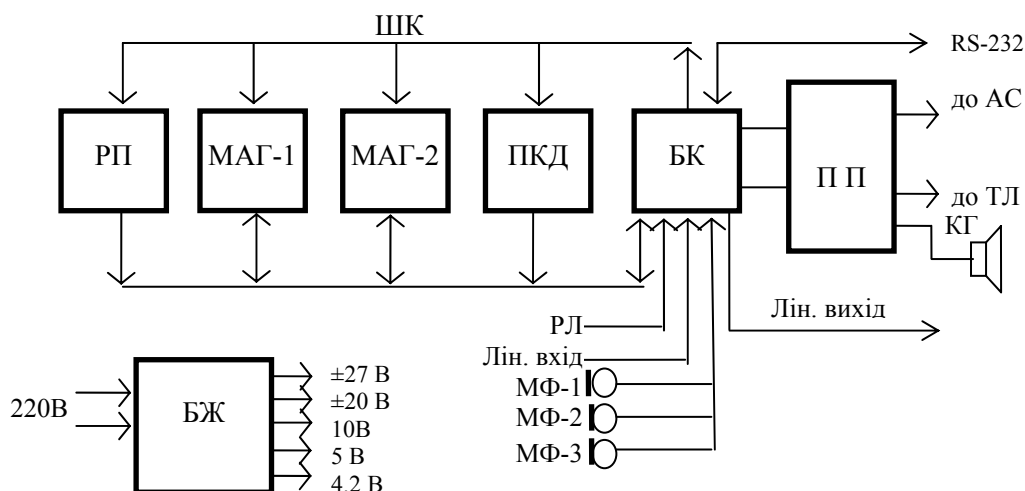 ШК
RS-232
РП
МАГ-1
МАГ-2
ПКД
БК
П П
до АС
до ТЛ
КГ
РЛ
Лін. вхід
Лін. вихід
МФ-1
МФ-2
МФ-3
220В
БЖ
±27 В
±20 В
10В
5 В
4,2 В